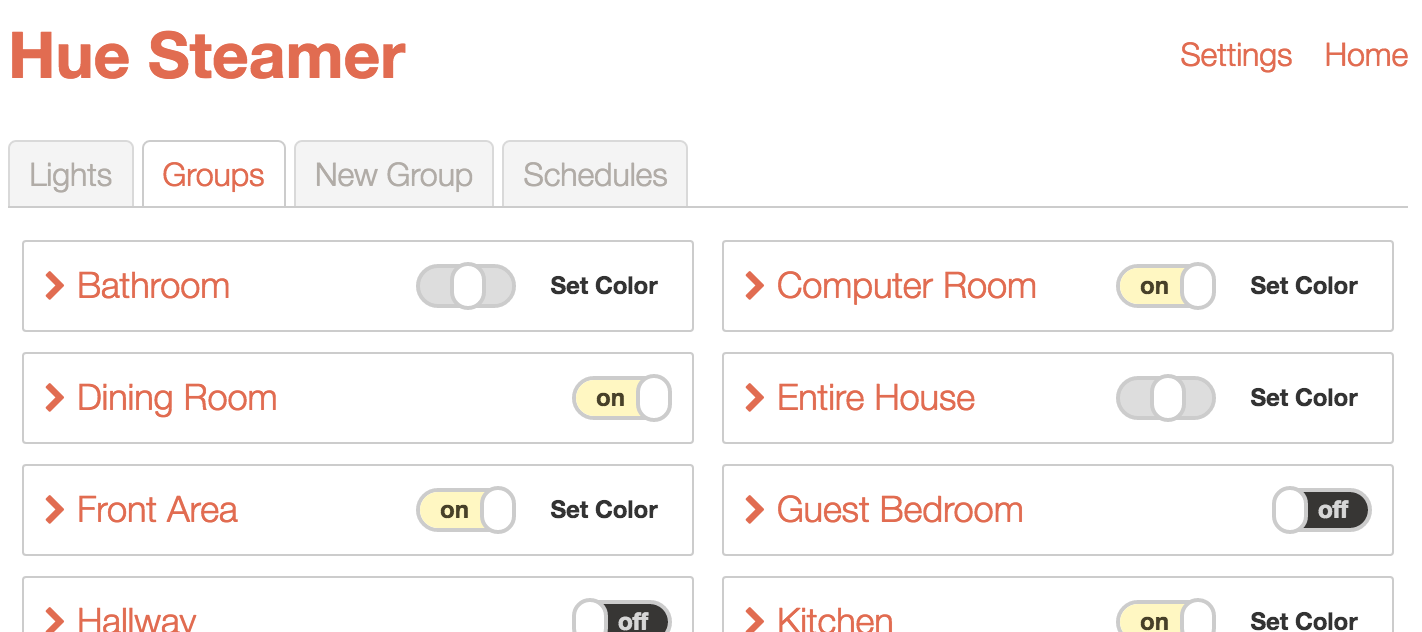 Hue Steamer
Settings Home
Lights Groups New Group Schedules
Bathroom Set Color
Computer Room on Set Color
Dining Room on
Entire House Set Color
Front Area on Set Color
Guest Bedroom off
Hallway off
Kitchen on Set Color